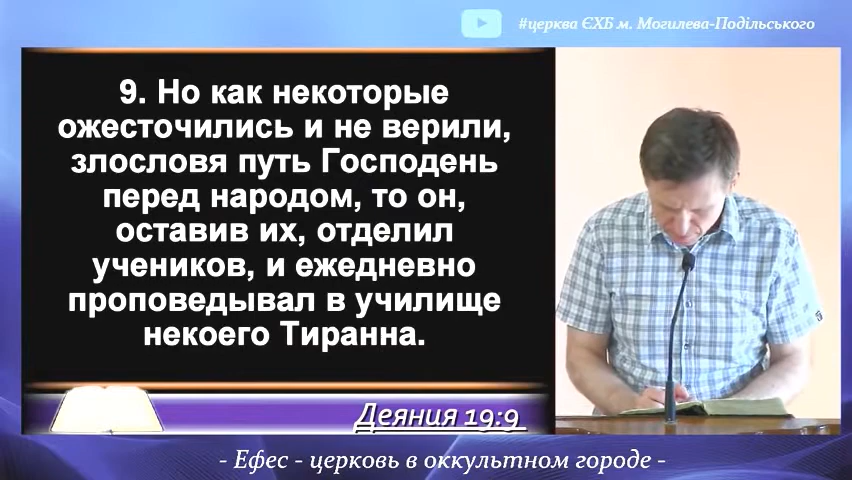 #церква ЄХБ м. Могилева-Подільського
9. Но как некоторые
ожесточились и не верили,
злословя путь Господень
перед народом, то он,
оставив их, отделил
учеников, и ежедневно
проповедывал в училище
некоего Тиранна.
Деяния 19:9
- Ефес - церковь в оккультном городе -